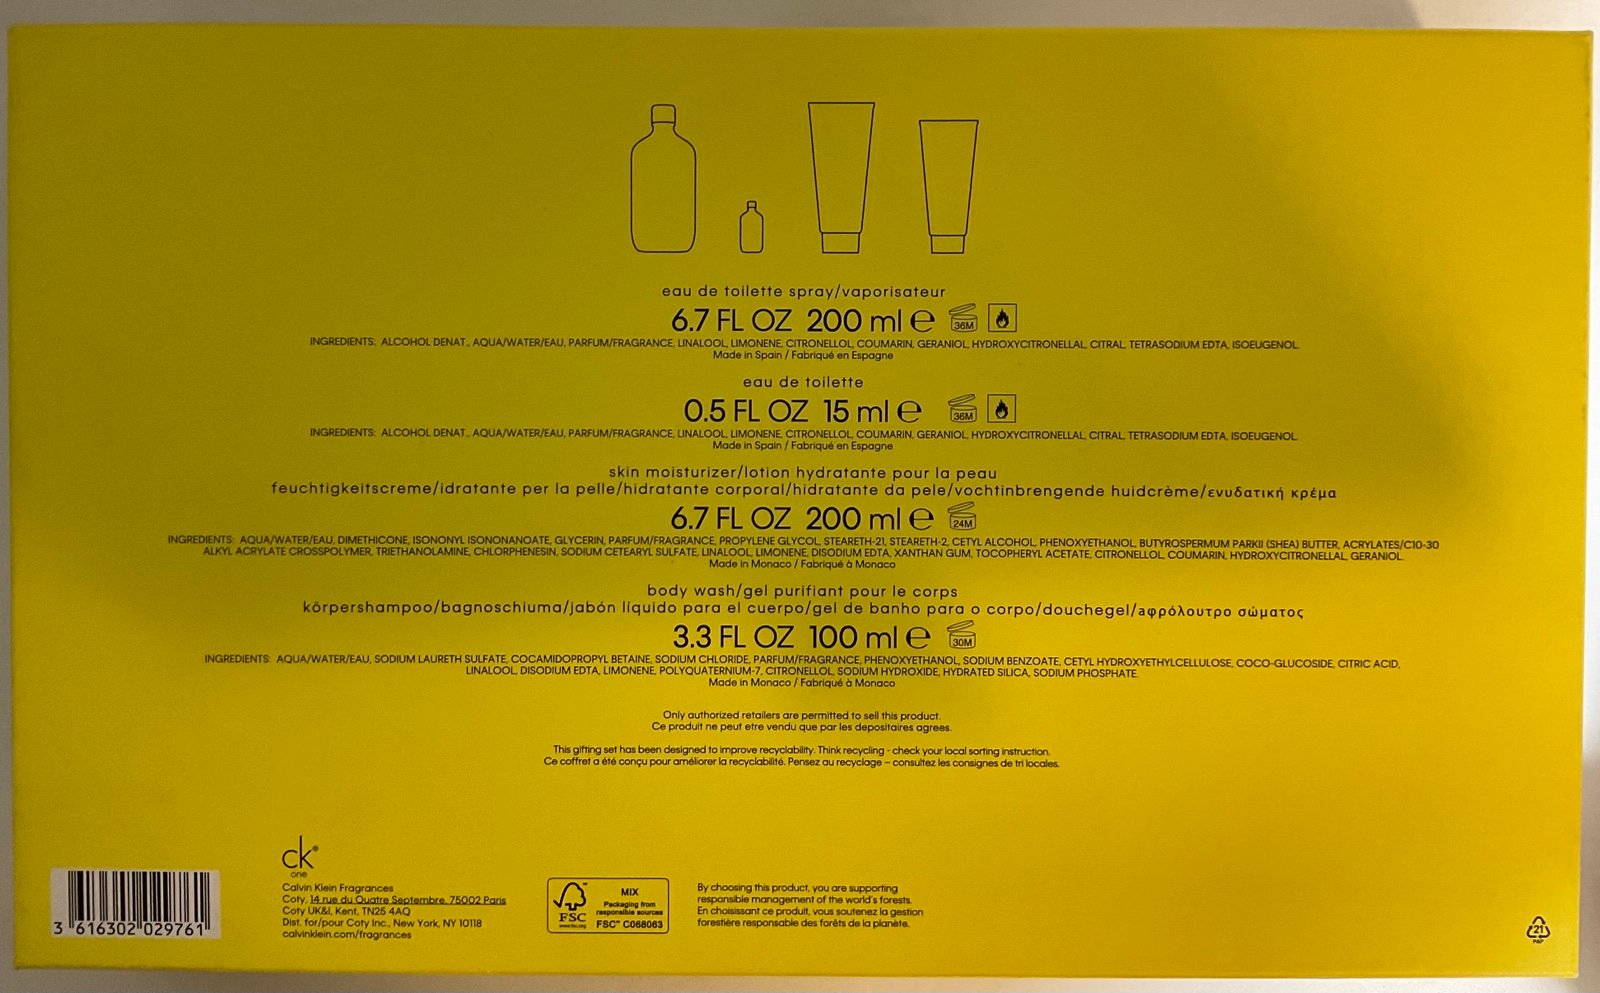 eau de toilette spray/vaporisateur
6.7 FL OZ 200 ml ℮ 36M
INGREDIENTS: ALCOHOL DENAT., AQUA/WATER/EAU, PARFUM/FRAGRANCE, LINALOOL, LIMONENE, CITRONELLOL, COUMARIN, GERANIOL, HYDROXYCITRONELLAL, CITRAL, TETRASODIUM EDTA, ISOEUGENOL.
Made in Spain / Fabriqué en Espagne
eau de toilette
0.5 FL OZ 15 ml ℮ 36M
INGREDIENTS: ALCOHOL DENAT., AQUA/WATER/EAU, PARFUM/FRAGRANCE, LINALOOL, LIMONENE, CITRONELLOL, COUMARIN, GERANIOL, HYDROXYCITRONELLAL, CITRAL, TETRASODIUM EDTA, ISOEUGENOL.
Made in Spain / Fabriqué en Espagne
skin moisturizer/lotion hydratante pour la peau
feuchtigkeitscreme/idratante per la pelle/hidratante corporal/hidratante da pele/vochtinbrengende huidcrème/ενυδατική κρέμα
6.7 FL OZ 200 ml ℮ 24M
INGREDIENTS: AQUA/WATER/EAU, DIMETHICONE, ISONONYL ISONONANOATE, GLYCERIN, PARFUM/FRAGRANCE, PROPYLENE GLYCOL, STEARETH-21, STEARETH-2, CETYL ALCOHOL, PHENOXYETHANOL, BUTYROSPERMUM PARKII (SHEA) BUTTER, ACRYLATES/C10-30
ALKYL ACRYLATE CROSSPOLYMER, TRIETHANOLAMINE, CHLORPHENESIN, SODIUM CETEARYL SULFATE, LINALOOL, LIMONENE, DISODIUM EDTA, XANTHAN GUM, TOCOPHERYL ACETATE, CITRONELLOL, COUMARIN, HYDROXYCITRONELLAL, GERANIOL.
Made in Monaco / Fabriqué à Monaco
body wash/gel purifiant pour le corps
körpershampoo/bagnoschiuma/jabón líquido para el cuerpo/gel de banho para o corpo/douchegel/αφρόλουτρο σώματος
3.3 FL OZ 100 ml ℮ 30M
INGREDIENTS: AQUA/WATER/EAU, SODIUM LAURETH SULFATE, COCAMIDOPROPYL BETAINE, SODIUM CHLORIDE, PARFUM/FRAGRANCE, PHENOXYETHANOL, SODIUM BENZOATE, CETYL HYDROXYETHYLCELLULOSE, COCO-GLUCOSIDE, CITRIC ACID,
LINALOOL, DISODIUM EDTA, LIMONENE, POLYQUATERNIUM-7, CITRONELLOL, SODIUM HYDROXIDE, HYDRATED SILICA, SODIUM PHOSPHATE.
Made in Monaco / Fabriqué à Monaco
Only authorized retailers are permitted to sell this product.
Ce produit ne peut etre vendu que par les depositaires agrees.
This gifting set has been designed to improve recyclability. Think recycling - check your local sorting instruction.
Ce coffret a été conçu pour améliorer la recyclabilité. Pensez au recyclage – consultez les consignes de tri locales.
3 616302 029761
ck®
one
Calvin Klein Fragrances
Coty. 14 rue du Quatre Septembre. 75002 Paris
Coty UK&I, Kent, TN25 4AQ
Dist. for/pour Coty Inc., New York, NY 10118
calvinklein.com/fragrances
FSC
www.fsc.org
MIX
Packaging from
responsible sources
FSC™ C068063
By choosing this product, you are supporting
responsible management of the world's forests.
En choisissant ce produit, vous soutenez la gestion
forestière responsable des forêts de la planète.
21
PAP